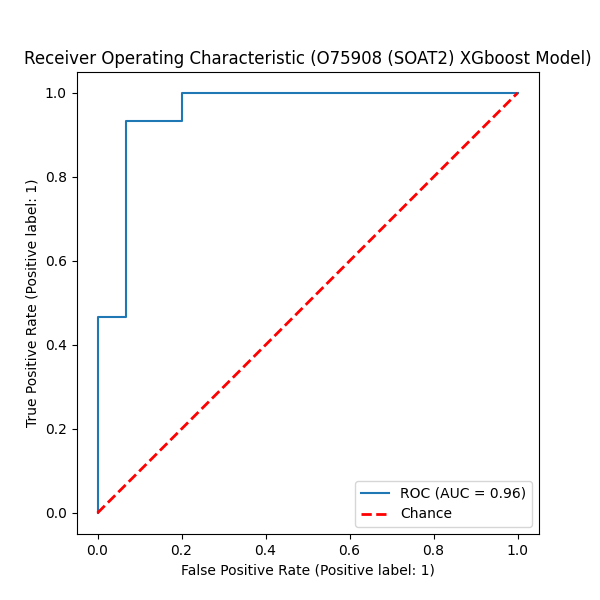 Receiver Operating Characteristic (O75908 (SOAT2) XGboost Model)
1.0
0.8
0.6
0.4
0.2
0.0
True Positive Rate (Positive label: 1)
ROC (AUC = 0.96)
Chance
0.0 0.2 0.4 0.6 0.8 1.0
False Positive Rate (Positive label: 1)